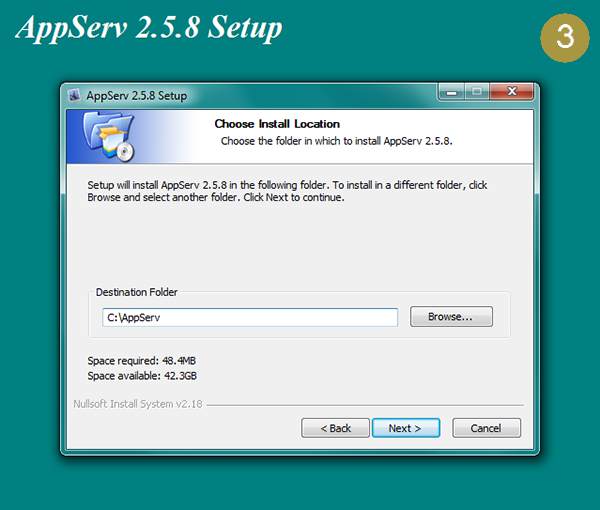 AppServ 2.5.8 Setup
3
AppServ 2.5.8 Setup
Choose Install Location
Choose the folder in which to install AppServ 2.5.8.
Setup will install AppServ 2.5.8 in the following folder. To install in a different folder, click
Browse and select another folder. Click Next to continue.
Destination Folder
C:\AppServ
Browse...
Space required: 48.4MB
Space available: 42.3GB
Nullsoft Install System v2.18
< Back
Next >
Cancel